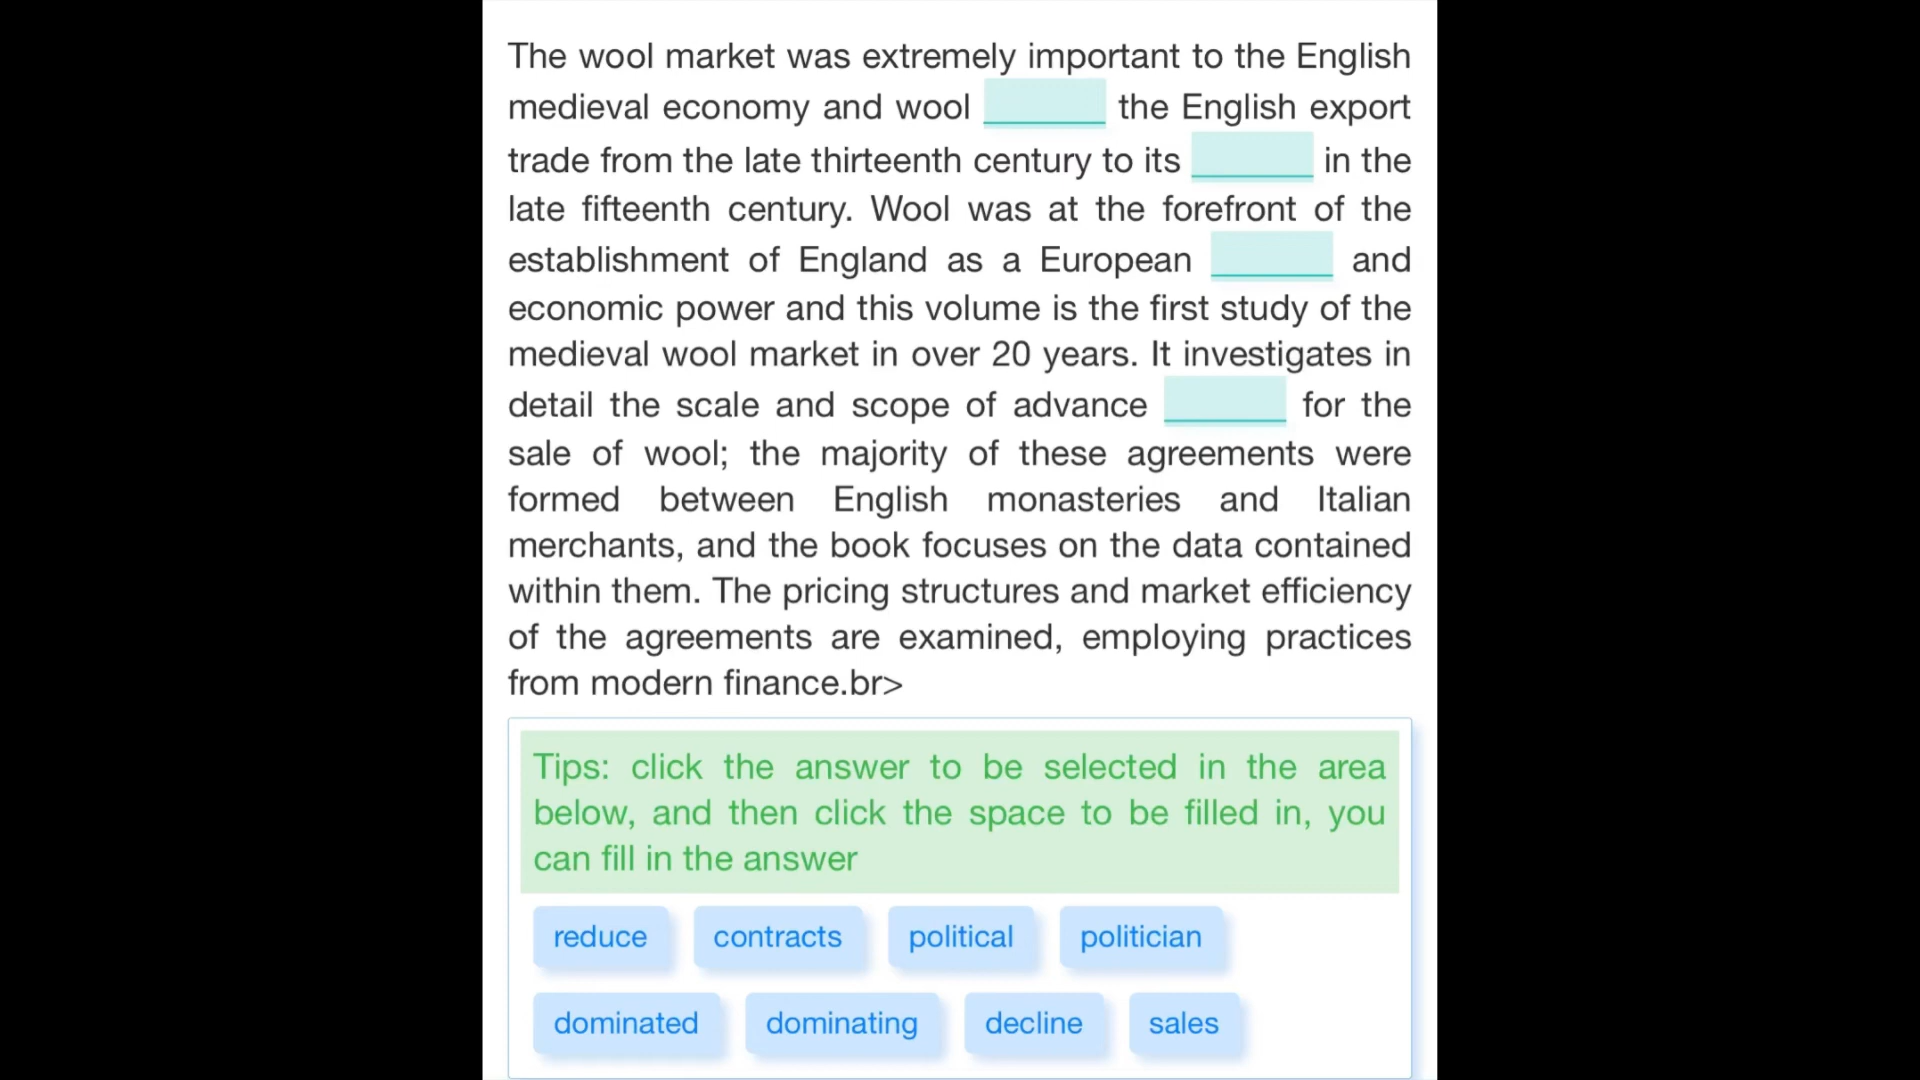 The wool market was extremely important to the English
medieval economy and wool the English export
trade from the late thirteenth century to its in the
late fifteenth century. Wool was at the forefront of the
establishment of England as a European and
economic power and this volume is the first study of the
medieval wool market in over 20 years. It investigates in
detail the scale and scope of advance for the
sale of wool; the majority of these agreements were
formed between English monasteries and Italian
merchants, and the book focuses on the data contained
within them. The pricing structures and market efficiency
of the agreements are examined, employing practices
from modern finance.br>
Tips: click the answer to be selected in the area
below, and then click the space to be filled in, you
can fill in the answer
reduce contracts political politician
dominated dominating decline sales